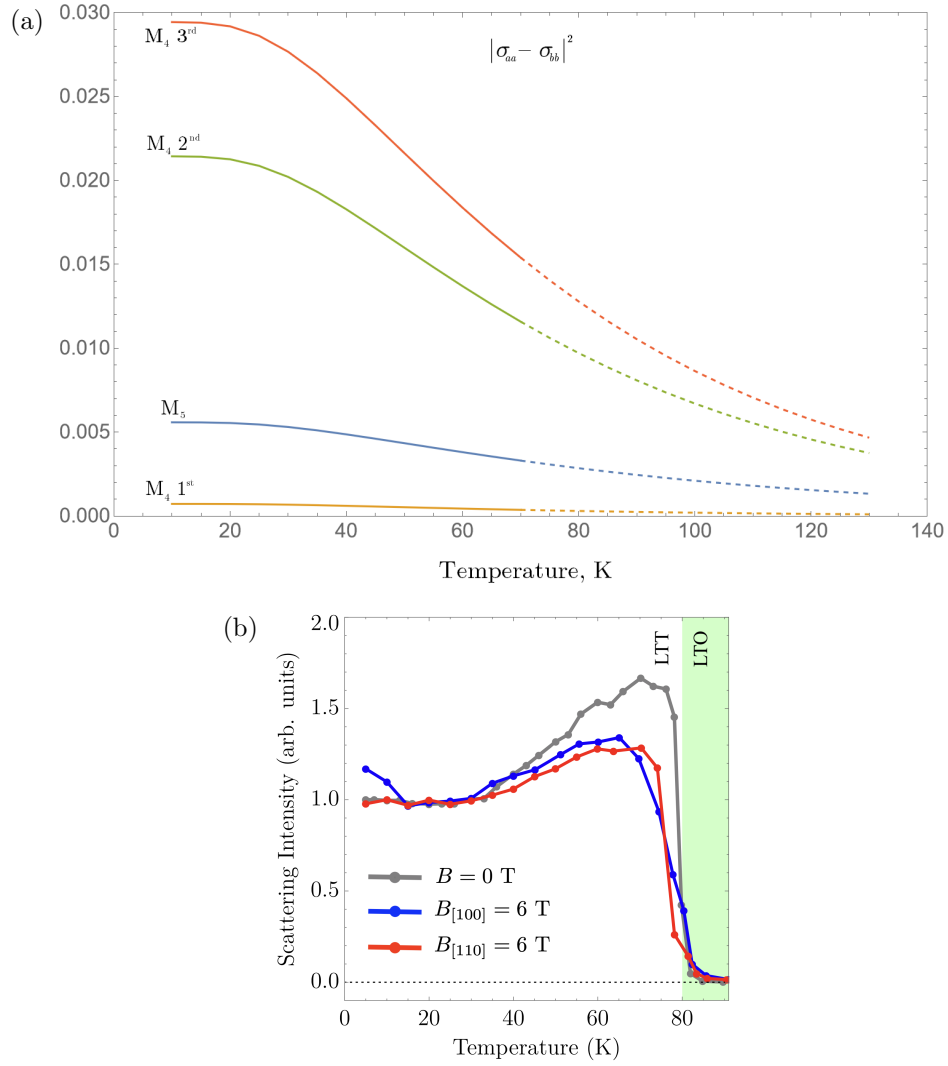 (a)
0.030
0.025
0.020
0.015
0.010
0.005
0.000
M₄ 3ʳᵈ
|σₐₐ − σ_bb|²
M₄ 2ⁿᵈ
M₅
M₄ 1ˢᵗ
0 20 40 60 80 100 120 140
Temperature, K
(b)
2.0
1.5
1.0
0.5
0.0
Scattering Intensity (arb. units)
LTT
LTO
B = 0 T
B[100] = 6 T
B[110] = 6 T
0 20 40 60 80
Temperature (K)